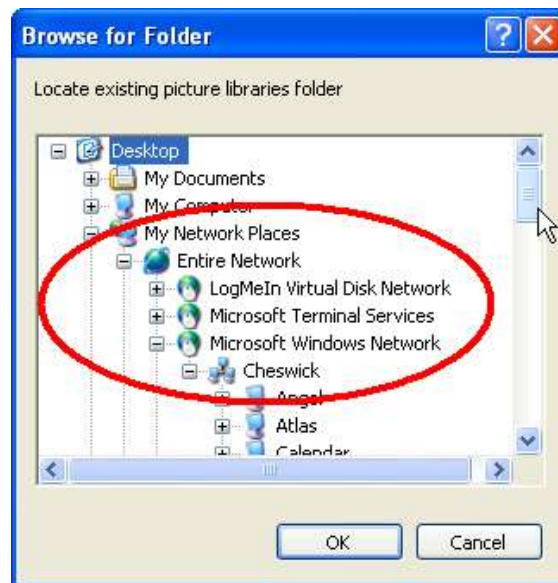 Browse for Folder
Locate existing picture libraries folder
Desktop
My Documents
My Computer
My Network Places
Entire Network
LogMeIn Virtual Disk Network
Microsoft Terminal Services
Microsoft Windows Network
Cheswick
Angel
Atlas
Calendar
OK Cancel